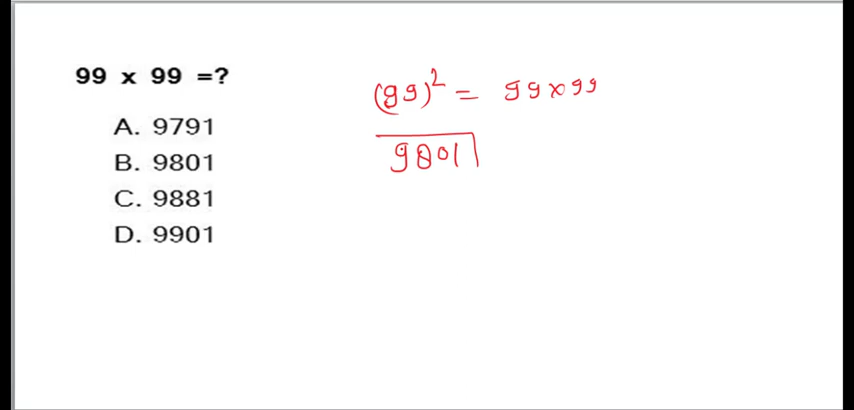 99 x 99 =?
A. 9791
B. 9801
C. 9881
D. 9901
(99)² = 99x99
9801